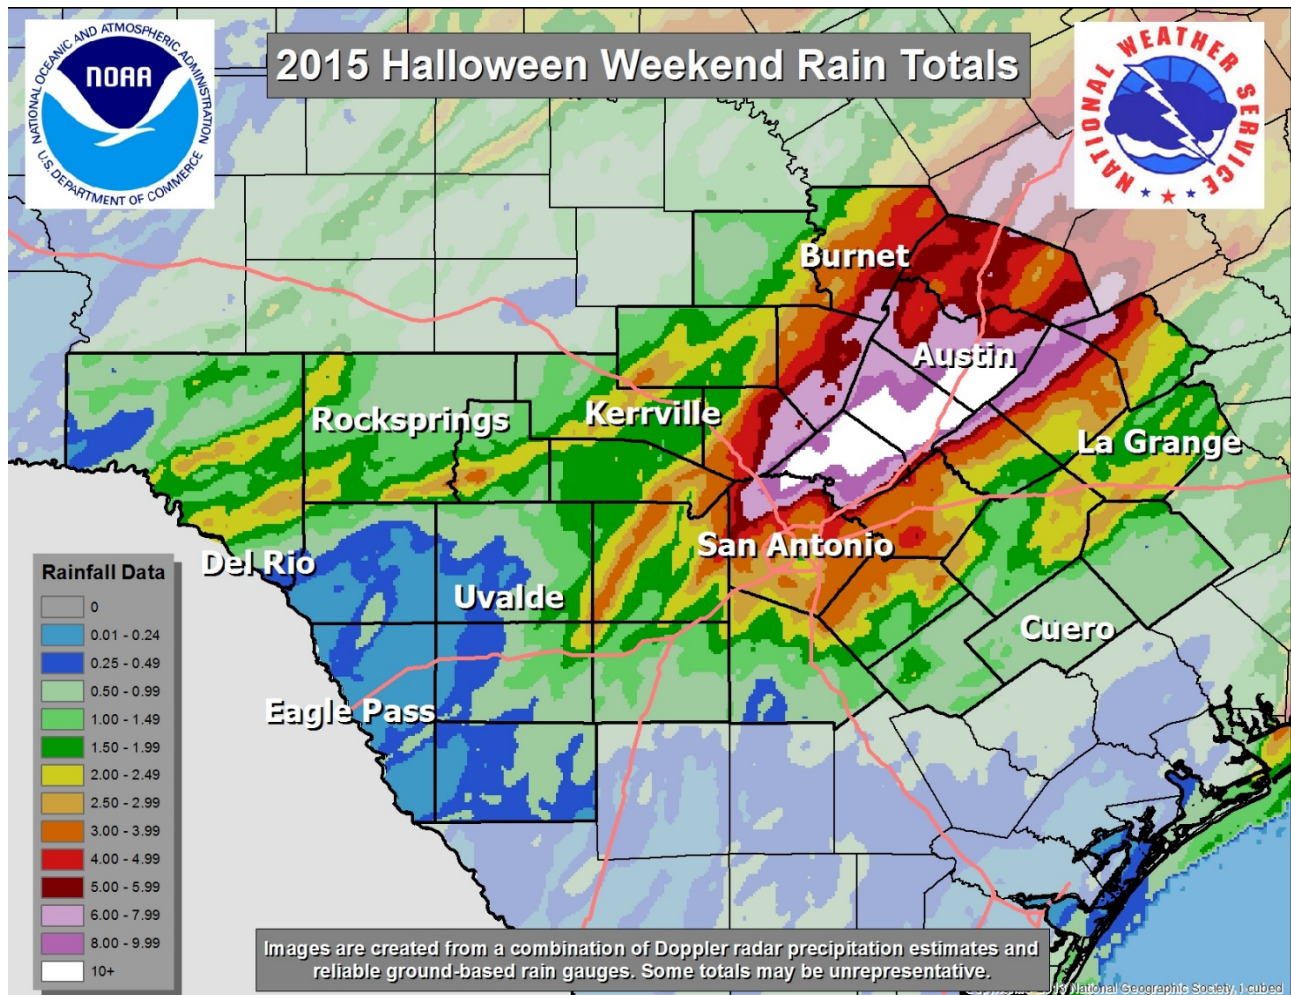 2015 Halloween Weekend Rain Totals
NATIONAL OCEANIC AND ATMOSPHERIC ADMINISTRATION
NOAA
U.S. DEPARTMENT OF COMMERCE
NATIONAL WEATHER SERVICE
Burnet
Austin
Rocksprings
Kerrville
La Grange
San Antonio
Del Rio
Uvalde
Cuero
Eagle Pass
Rainfall Data
0
0.01 - 0.24
0.25 - 0.49
0.50 - 0.99
1.00 - 1.49
1.50 - 1.99
2.00 - 2.49
2.50 - 2.99
3.00 - 3.99
4.00 - 4.99
5.00 - 5.99
6.00 - 7.99
8.00 - 9.99
10+
Images are created from a combination of Doppler radar precipitation estimates and
reliable ground-based rain gauges. Some totals may be unrepresentative.
National Geographic Society, i-cubed